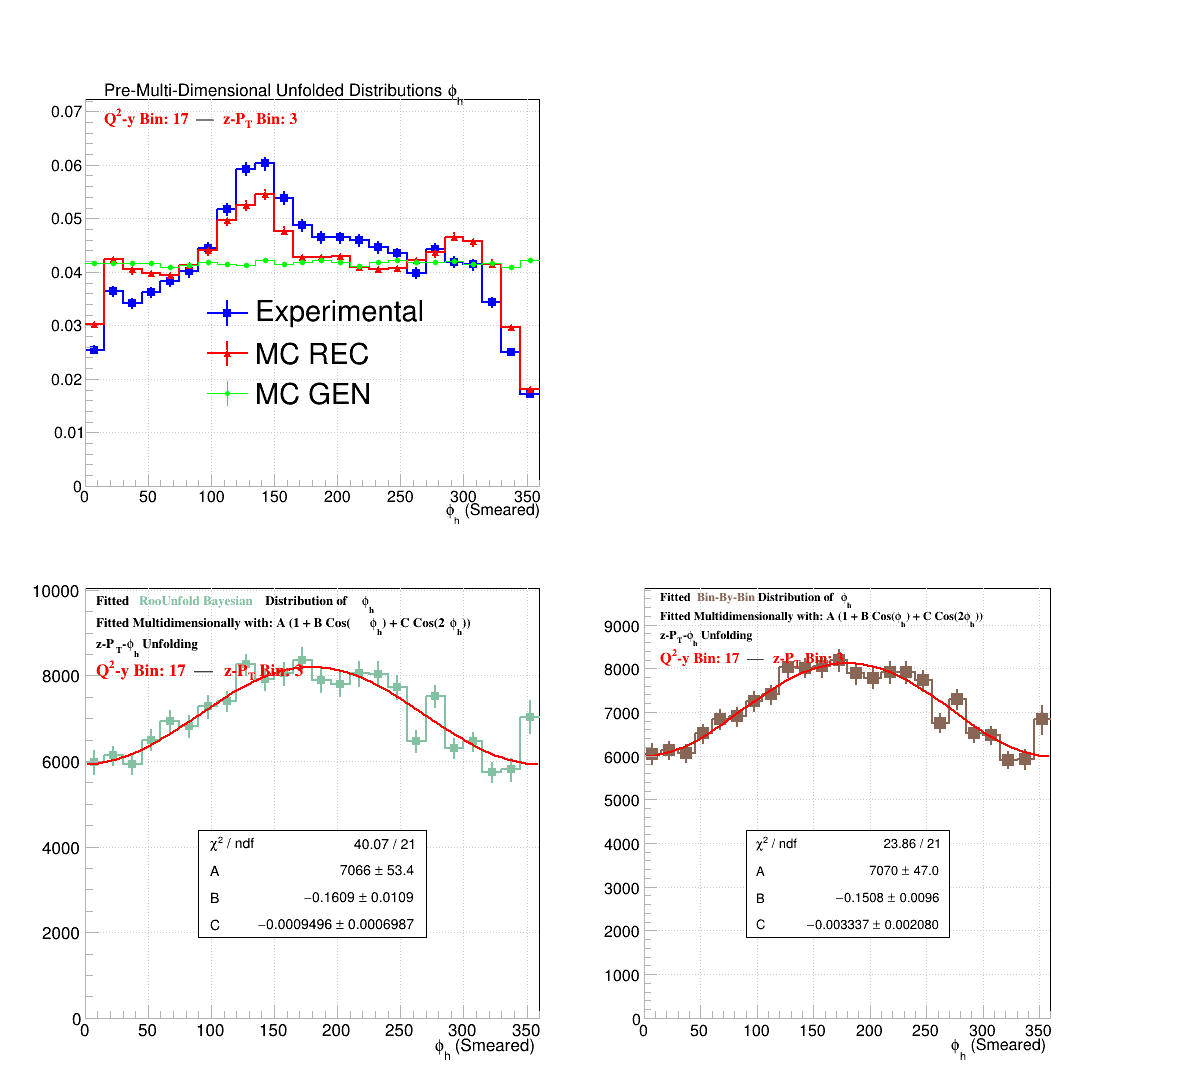 Pre-Multi-Dimensional Unfolded Distributions ϕh
Q2-y Bin: 17 — z-PT Bin: 3
0.07
0.06
0.05
0.04
0.03
0.02
0.01
0
Experimental
MC REC
MC GEN
0 50 100 150 200 250 300 350
ϕh (Smeared)
Fitted RooUnfold Bayesian Distribution of ϕh
Fitted Multidimensionally with: A (1 + B Cos( ϕh) + C Cos(2 ϕh))
z-PT-ϕh Unfolding
Q2-y Bin: 17 — z-PT Bin: 3
10000
8000
6000
4000
2000
0
χ2 / ndf 40.07 / 21
A 7066 ± 53.4
B −0.1609 ± 0.0109
C −0.0009496 ± 0.0006987
0 50 100 150 200 250 300 350
ϕh (Smeared)
Fitted Bin-By-Bin Distribution of ϕh
Fitted Multidimensionally with: A (1 + B Cos(ϕh) + C Cos(2ϕh))
z-PT-ϕh Unfolding
Q2-y Bin: 17 — z-PT Bin: 3
9000
8000
7000
6000
5000
4000
3000
2000
1000
0
χ2 / ndf 23.86 / 21
A 7070 ± 47.0
B −0.1508 ± 0.0096
C −0.003337 ± 0.002080
0 50 100 150 200 250 300 350
ϕh (Smeared)